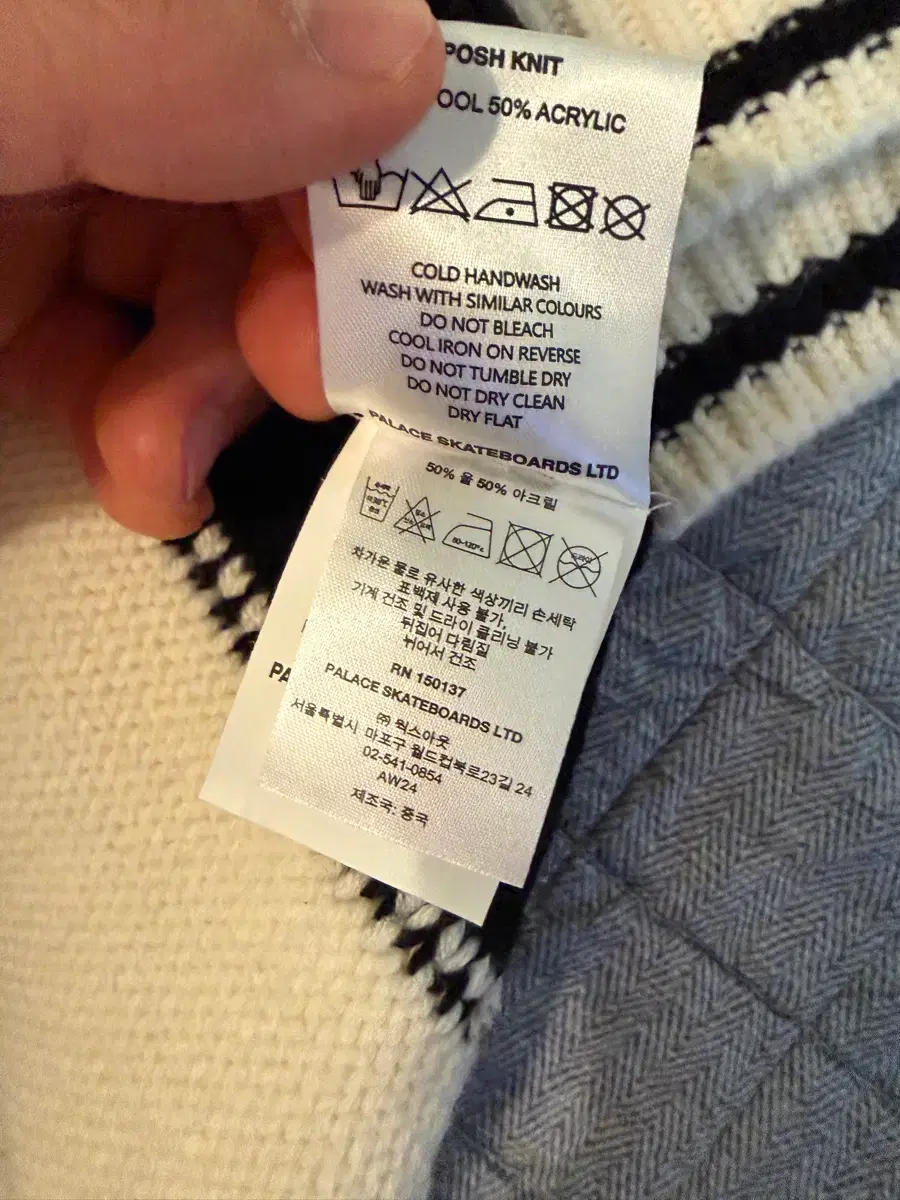 POSH KNIT
50% ACRYLIC
COLD HANDWASH
WASH WITH SIMILAR COLOURS
DO NOT BLEACH
COOL IRON ON REVERSE
DO NOT TUMBLE DRY
DO NOT DRY CLEAN
DRY FLAT
PALACE SKATEBOARDS LTD
50% 울 50% 아크릴
80-120℃
차가운 물로 유사한 색상끼리 손세탁
표백제 사용 불가,
기계 건조 및 드라이 클리닝 불가
뒤집어 다림질
뉘어서 건조
RN 150137
PALACE SKATEBOARDS LTD
㈜ 웍스아웃
서울특별시 마포구 월드컵북로23길 24
02-541-0854
AW24
제조국: 중국